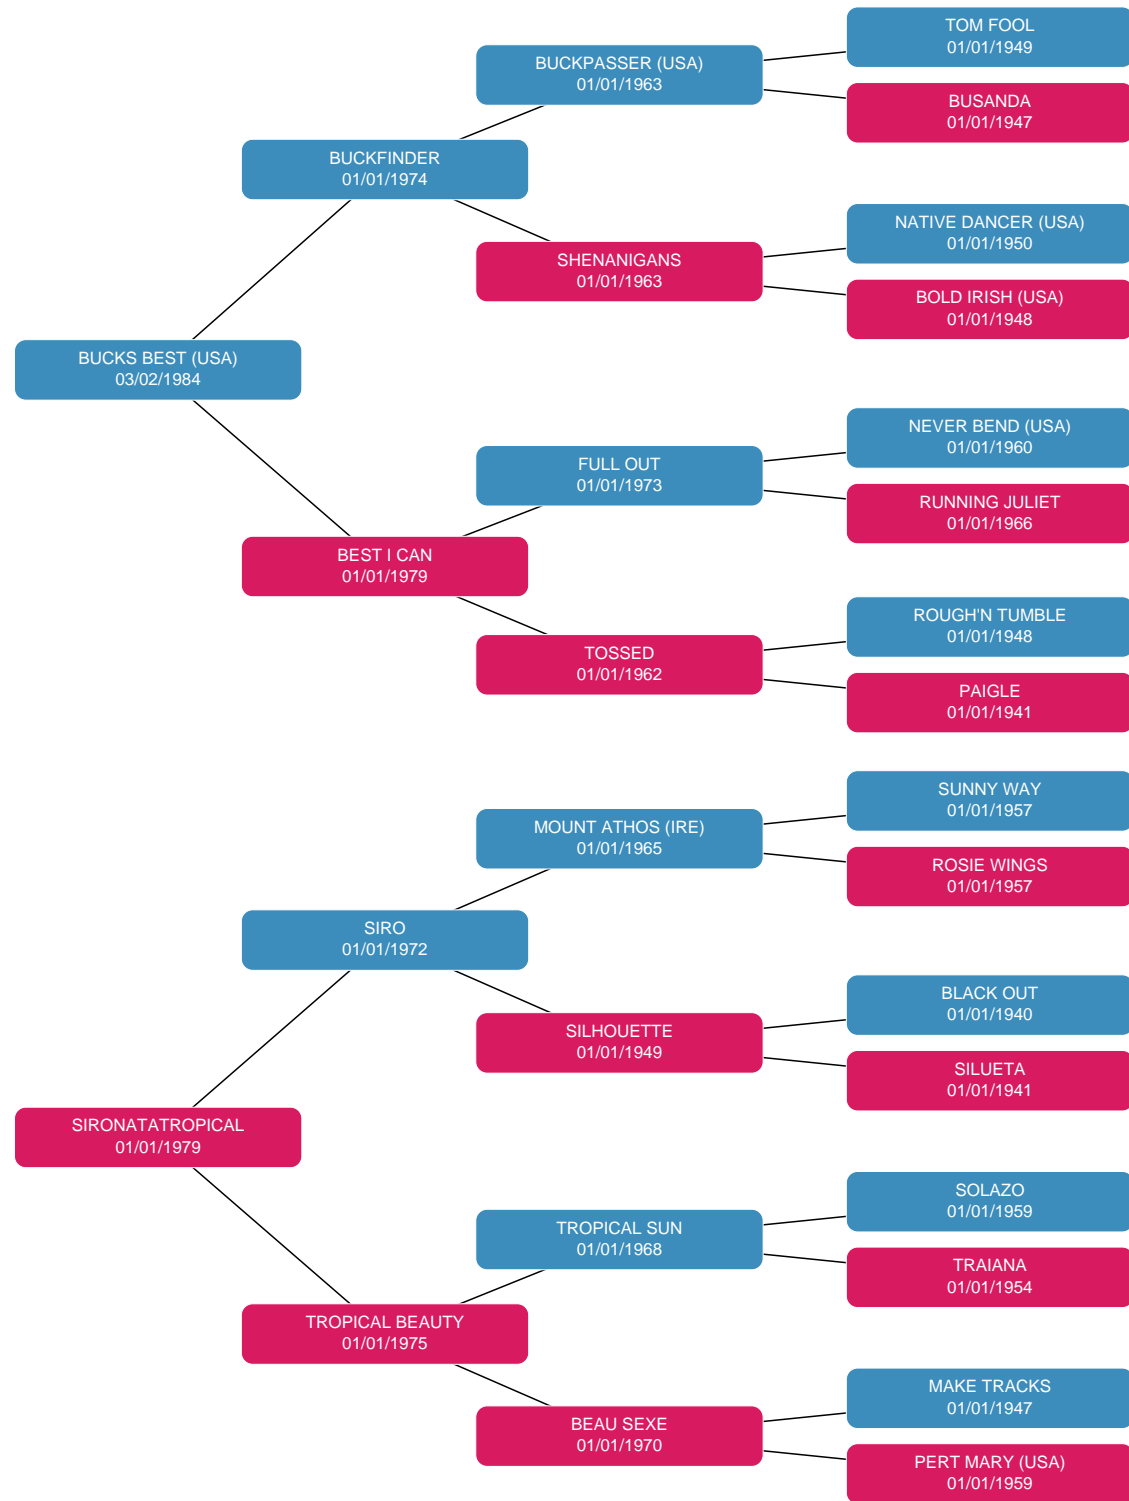 TOM FOOL
01/01/1949
BUCKPASSER (USA)
01/01/1963
BUSANDA
01/01/1947
BUCKFINDER
01/01/1974
NATIVE DANCER (USA)
01/01/1950
SHENANIGANS
01/01/1963
BOLD IRISH (USA)
01/01/1948
BUCKS BEST (USA)
03/02/1984
NEVER BEND (USA)
01/01/1960
FULL OUT
01/01/1973
RUNNING JULIET
01/01/1966
BEST I CAN
01/01/1979
ROUGH'N TUMBLE
01/01/1948
TOSSED
01/01/1962
PAIGLE
01/01/1941
SUNNY WAY
01/01/1957
MOUNT ATHOS (IRE)
01/01/1965
ROSIE WINGS
01/01/1957
SIRO
01/01/1972
BLACK OUT
01/01/1940
SILHOUETTE
01/01/1949
SILUETA
01/01/1941
SIRONATATROPICAL
01/01/1979
SOLAZO
01/01/1959
TROPICAL SUN
01/01/1968
TRAIANA
01/01/1954
TROPICAL BEAUTY
01/01/1975
MAKE TRACKS
01/01/1947
BEAU SEXE
01/01/1970
PERT MARY (USA)
01/01/1959